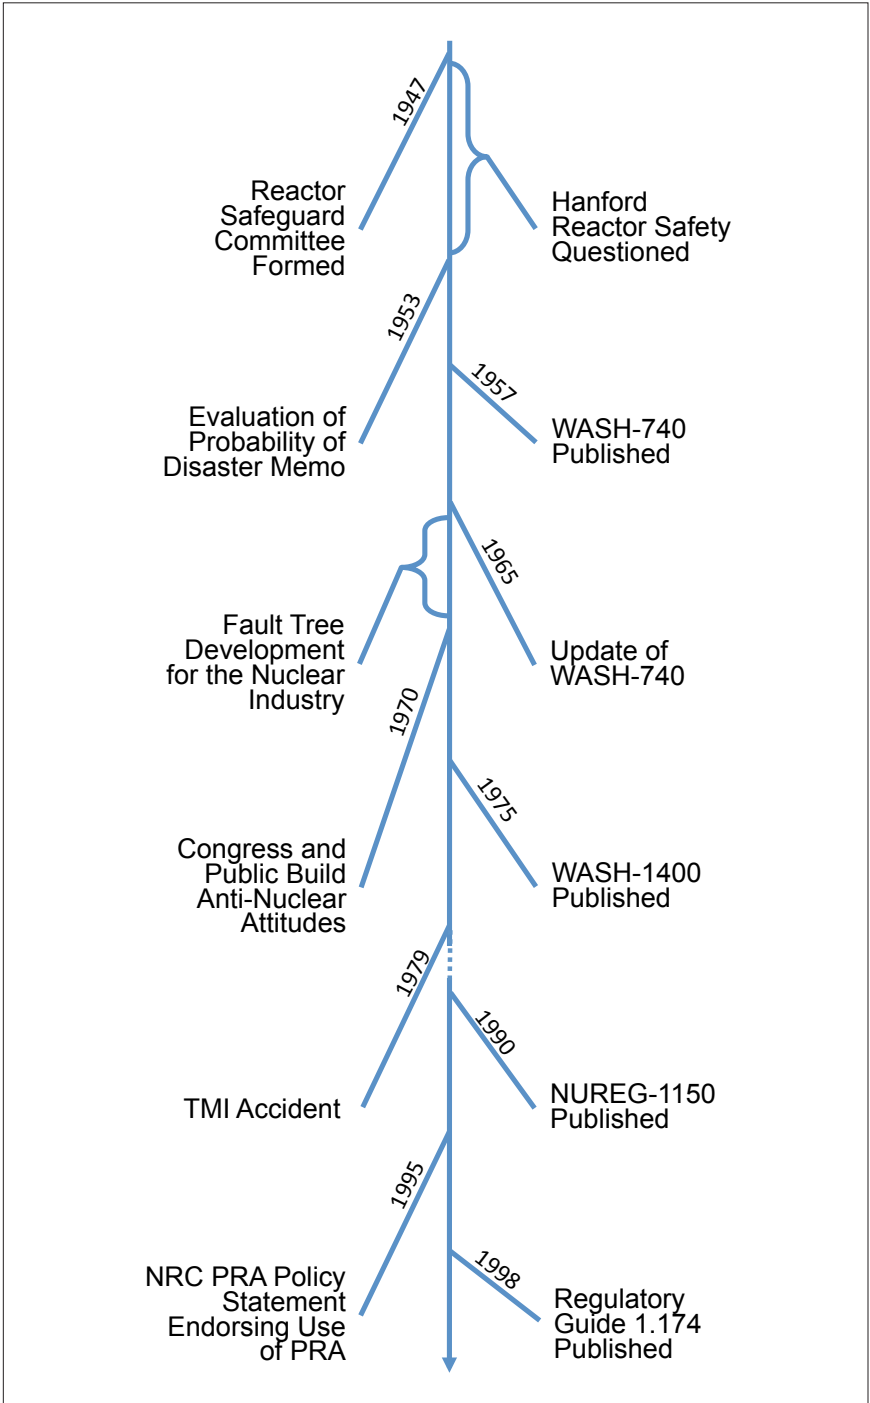 1947
Reactor
Safeguard
Committee
Formed
Hanford
Reactor Safety
Questioned
1953
Evaluation of
Probability of
Disaster Memo
1957
WASH-740
Published
1965
Update of
WASH-740
Fault Tree
Development
for the Nuclear
Industry
1970
Congress and
Public Build
Anti-Nuclear
Attitudes
1975
WASH-1400
Published
1979
TMI Accident
1990
NUREG-1150
Published
1995
NRC PRA Policy
Statement
Endorsing Use
of PRA
1998
Regulatory
Guide 1.174
Published